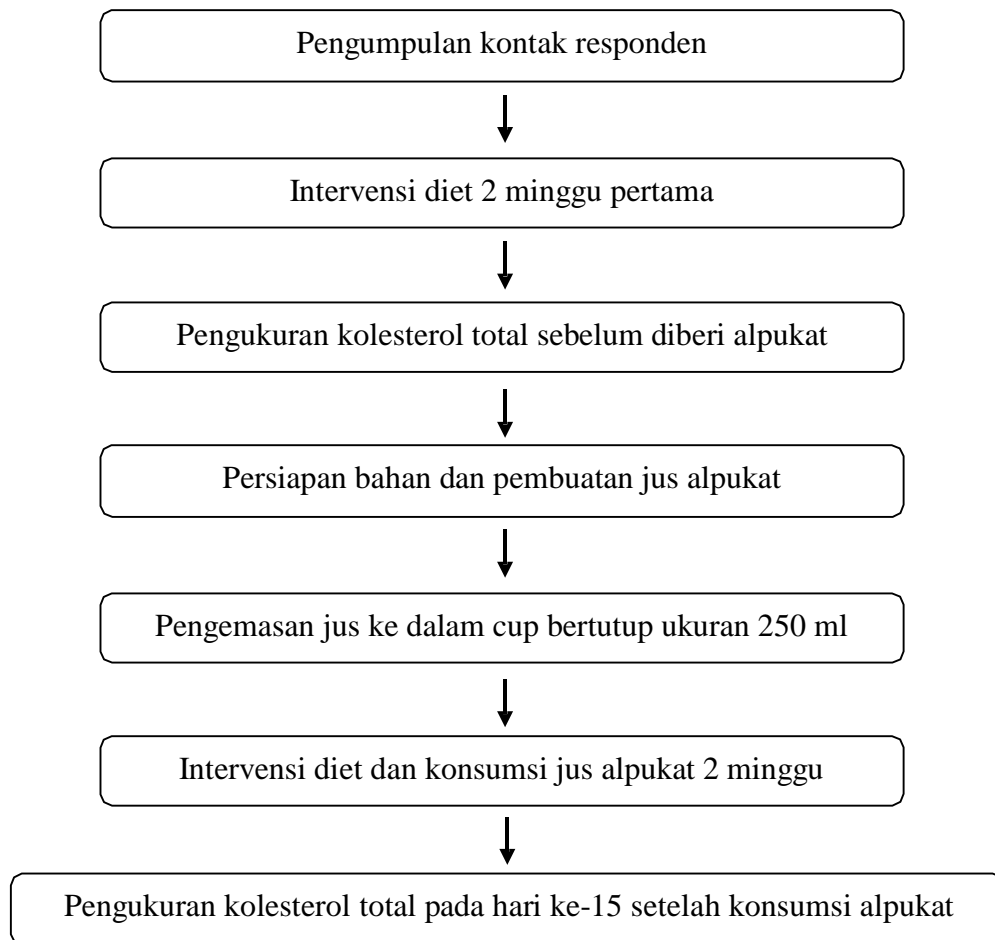 Pengumpulan kontak responden
Intervensi diet 2 minggu pertama
Pengukuran kolesterol total sebelum diberi alpukat
Persiapan bahan dan pembuatan jus alpukat
Pengemasan jus ke dalam cup bertutup ukuran 250 ml
Intervensi diet dan konsumsi jus alpukat 2 minggu
Pengukuran kolesterol total pada hari ke-15 setelah konsumsi alpukat